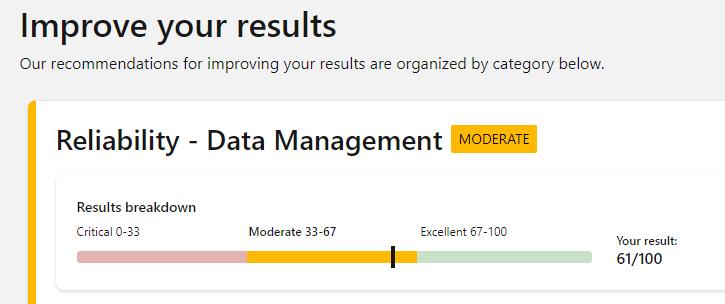 Improve your results
Our recommendations for improving your results are organized by category below.
Reliability - Data Management MODERATE
Results breakdown
Critical 0-33 Moderate 33-67 Excellent 67-100
Your result:
61/100